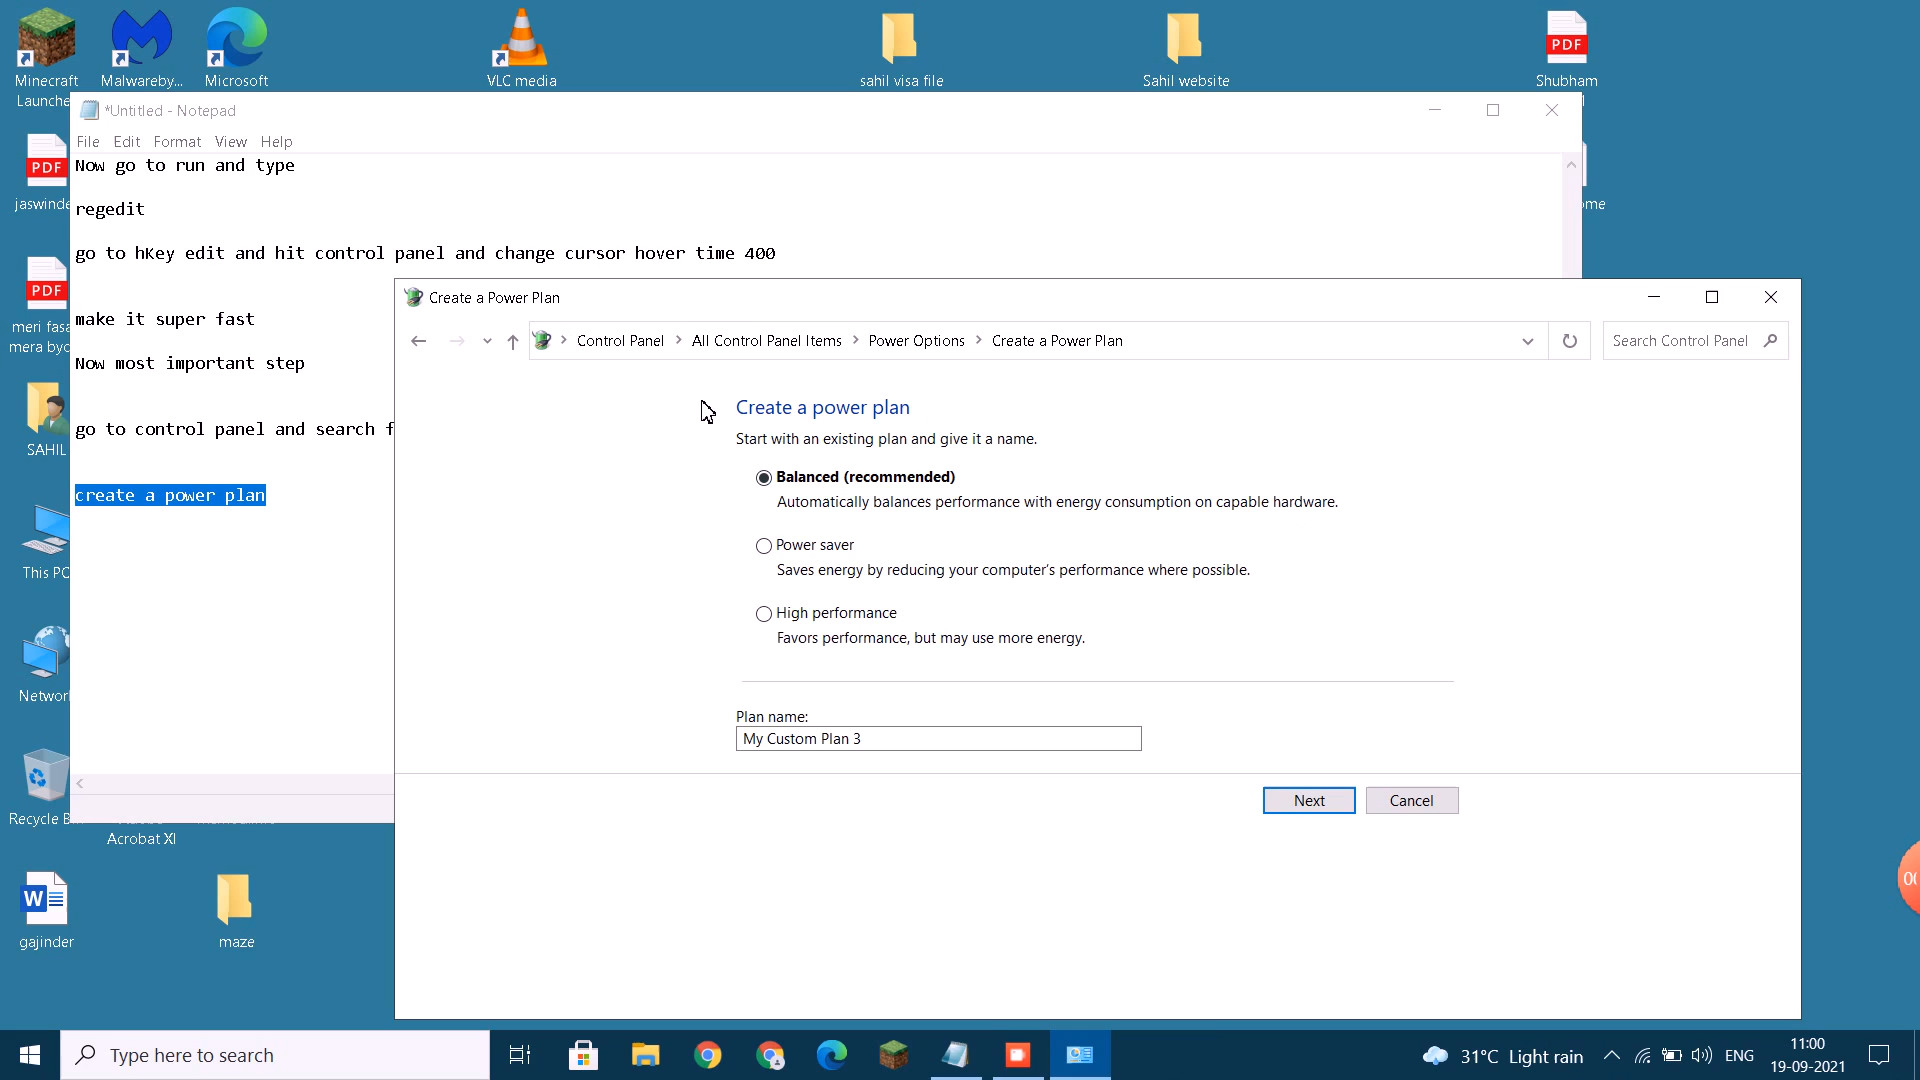 Minecraft
Launche
Malwareby...
Microsoft
VLC media
sahil visa file
Sahil website
PDF
Shubham
*Untitled - Notepad
File Edit Format View Help
Now go to run and type
regedit
go to hKey edit and hit control panel and change cursor hover time 400
make it super fast
Now most important step
go to control panel and search f
create a power plan
PDF
jaswinde
PDF
meri fasa
mera byo
SAHIL
This PC
Networ
Recycle B
Acrobat XI
W
gajinder
maze
ome
Create a Power Plan
Control Panel > All Control Panel Items > Power Options > Create a Power Plan
Search Control Panel
Create a power plan
Start with an existing plan and give it a name.
Balanced (recommended)
Automatically balances performance with energy consumption on capable hardware.
Power saver
Saves energy by reducing your computer's performance where possible.
High performance
Favors performance, but may use more energy.
Plan name:
My Custom Plan 3
Next Cancel
Type here to search
31°C Light rain
ENG
11:00
19-09-2021